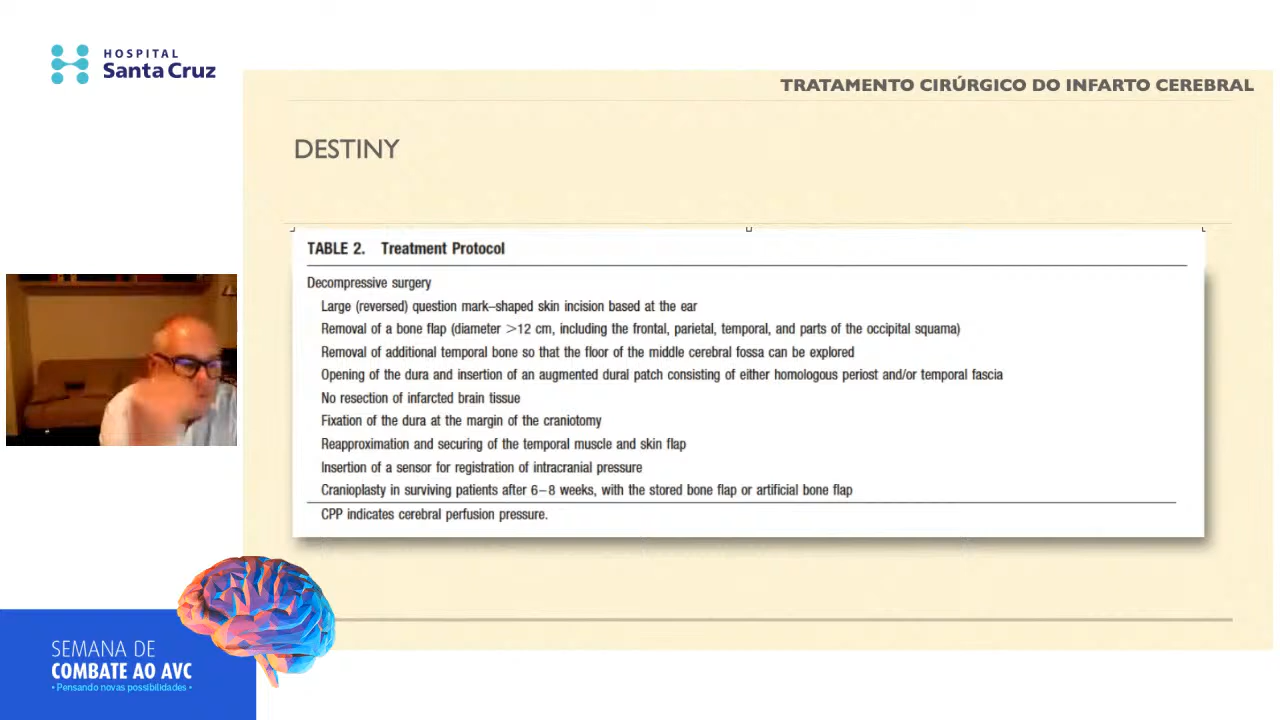 HOSPITAL
Santa Cruz
TRATAMENTO CIRÚRGICO DO INFARTO CEREBRAL
DESTINY
TABLE 2. Treatment Protocol
Decompressive surgery
Large (reversed) question mark–shaped skin incision based at the ear
Removal of a bone flap (diameter >12 cm, including the frontal, parietal, temporal, and parts of the occipital squama)
Removal of additional temporal bone so that the floor of the middle cerebral fossa can be explored
Opening of the dura and insertion of an augmented dural patch consisting of either homologous periost and/or temporal fascia
No resection of infarcted brain tissue
Fixation of the dura at the margin of the craniotomy
Reapproximation and securing of the temporal muscle and skin flap
Insertion of a sensor for registration of intracranial pressure
Cranioplasty in surviving patients after 6–8 weeks, with the stored bone flap or artificial bone flap
CPP indicates cerebral perfusion pressure.
SEMANA DE
COMBATE AO AVC
• Pensando novas possibilidades •